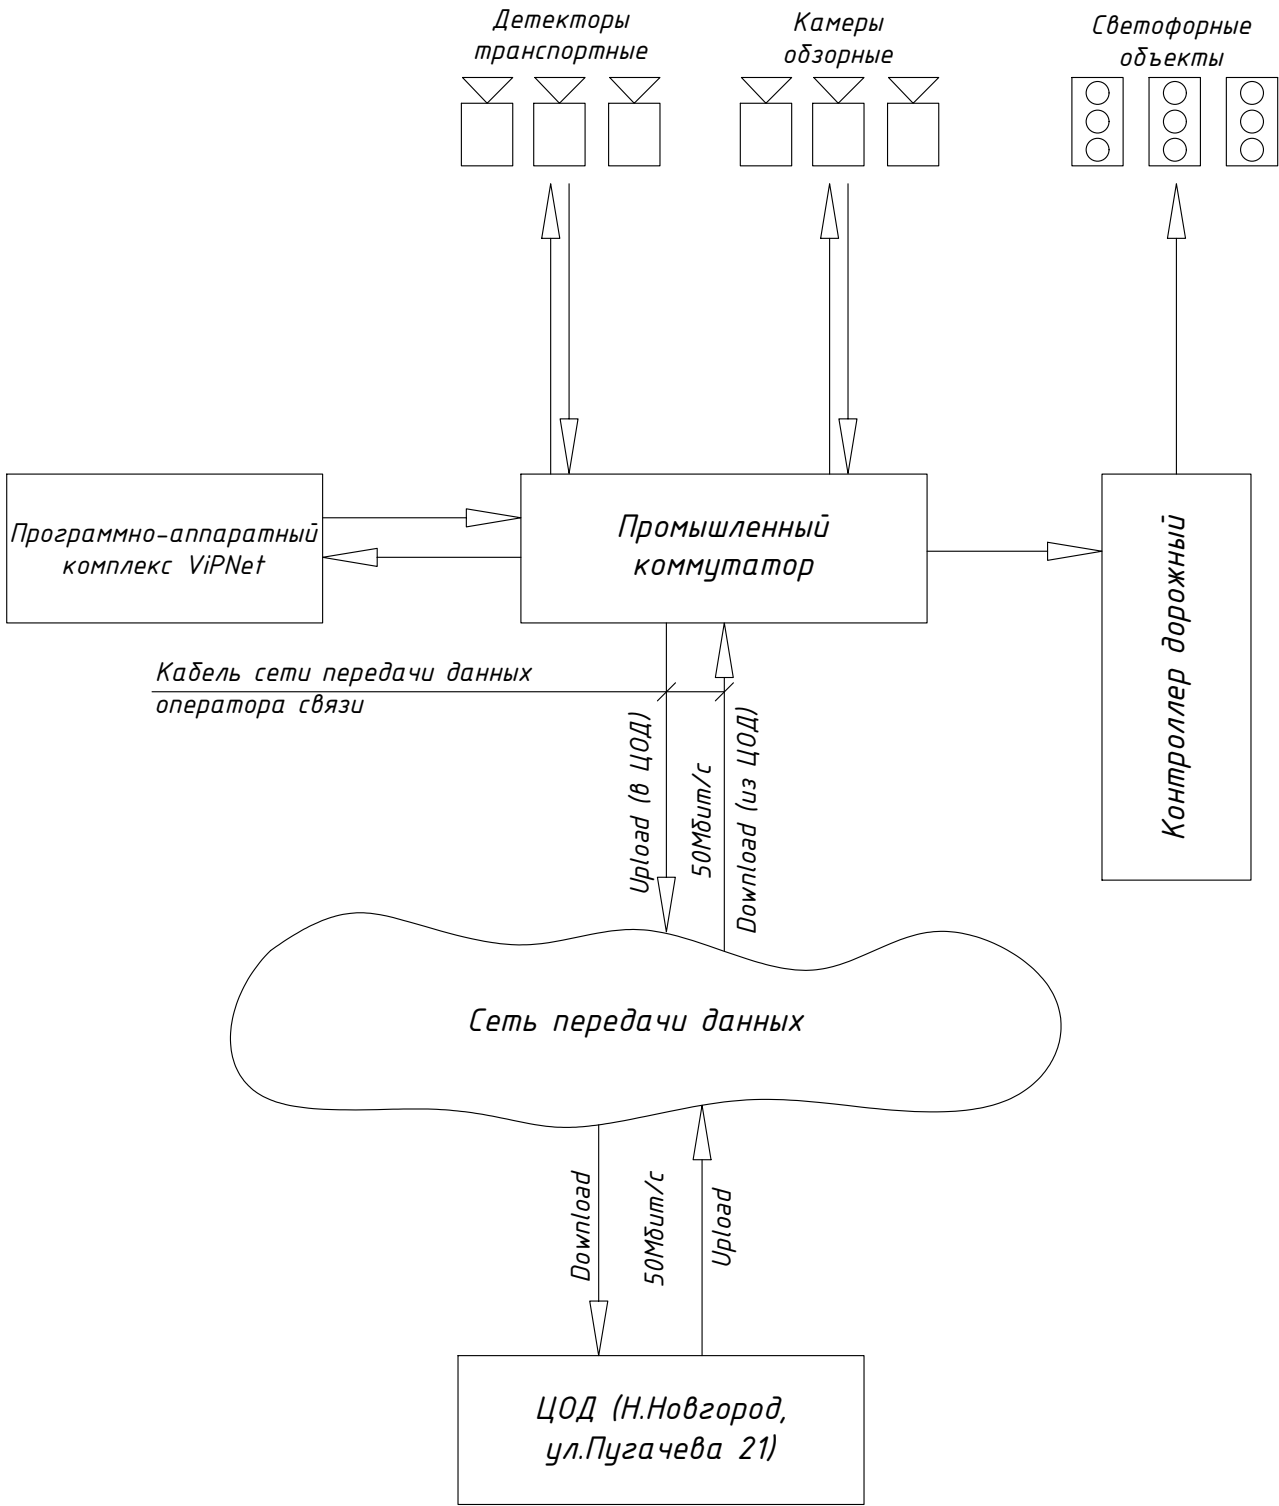 Детекторы
транспортные
Камеры
обзорные
Светофорные
объекты
Программно-аппаратный
комплекс ViPNet
Промышленный
коммутатор
Контроллер дорожный
Кабель сети передачи данных
оператора связи
Upload (в ЦОД)
50Мбит/с
Download (из ЦОД)
Сеть передачи данных
Download
50Мбит/с
Upload
ЦОД (Н.Новгород,
ул.Пугачева 21)